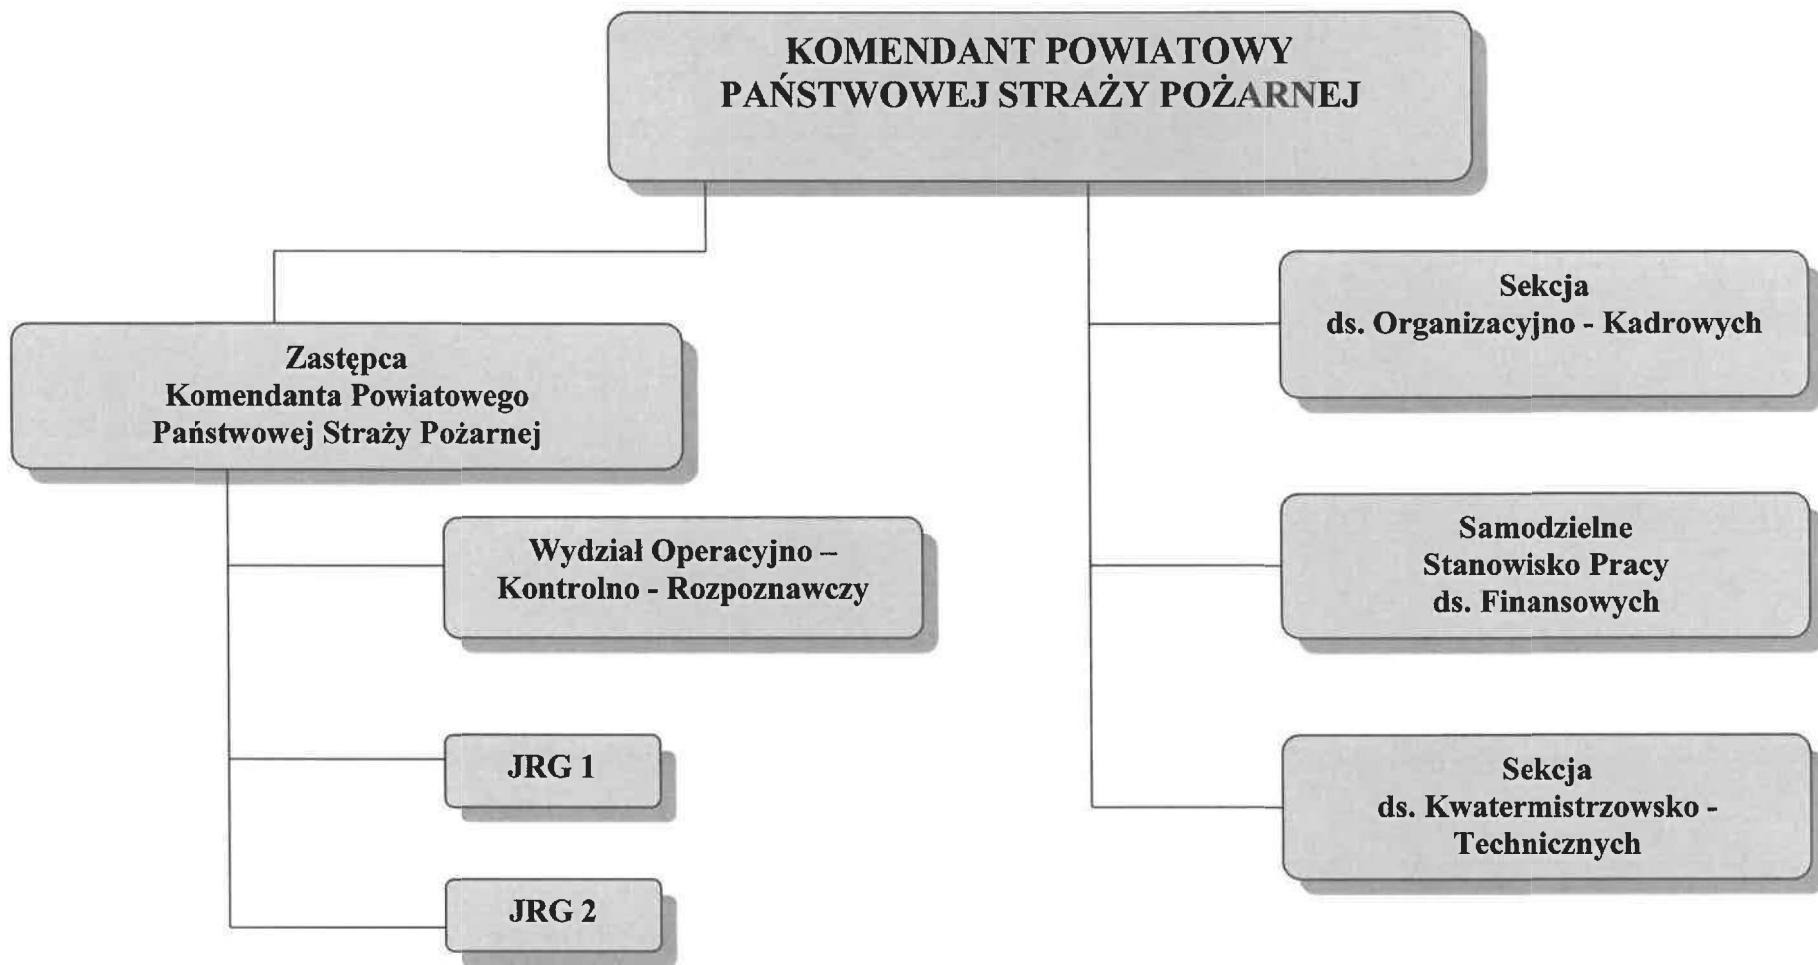 KOMENDANT POWIATOWY
PAŃSTWOWEJ STRAŻY POŻARNEJ
Zastępca
Komendanta Powiatowego
Państwowej Straży Pożarnej
Wydział Operacyjno –
Kontrolno - Rozpoznawczy
JRG 1
JRG 2
Sekcja
ds. Organizacyjno - Kadrowych
Samodzielne
Stanowisko Pracy
ds. Finansowych
Sekcja
ds. Kwatermistrzowsko -
Technicznych